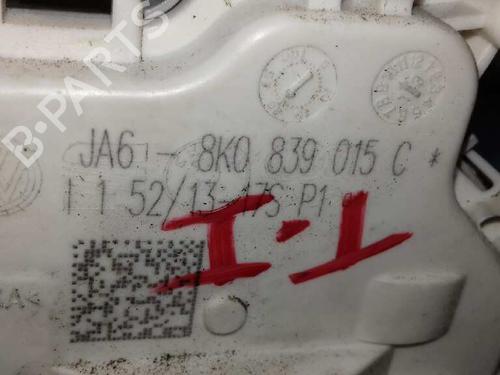 B-PARTS
JA6 - 8K0 839 015 C *
1 52/13-17S P1
I-1